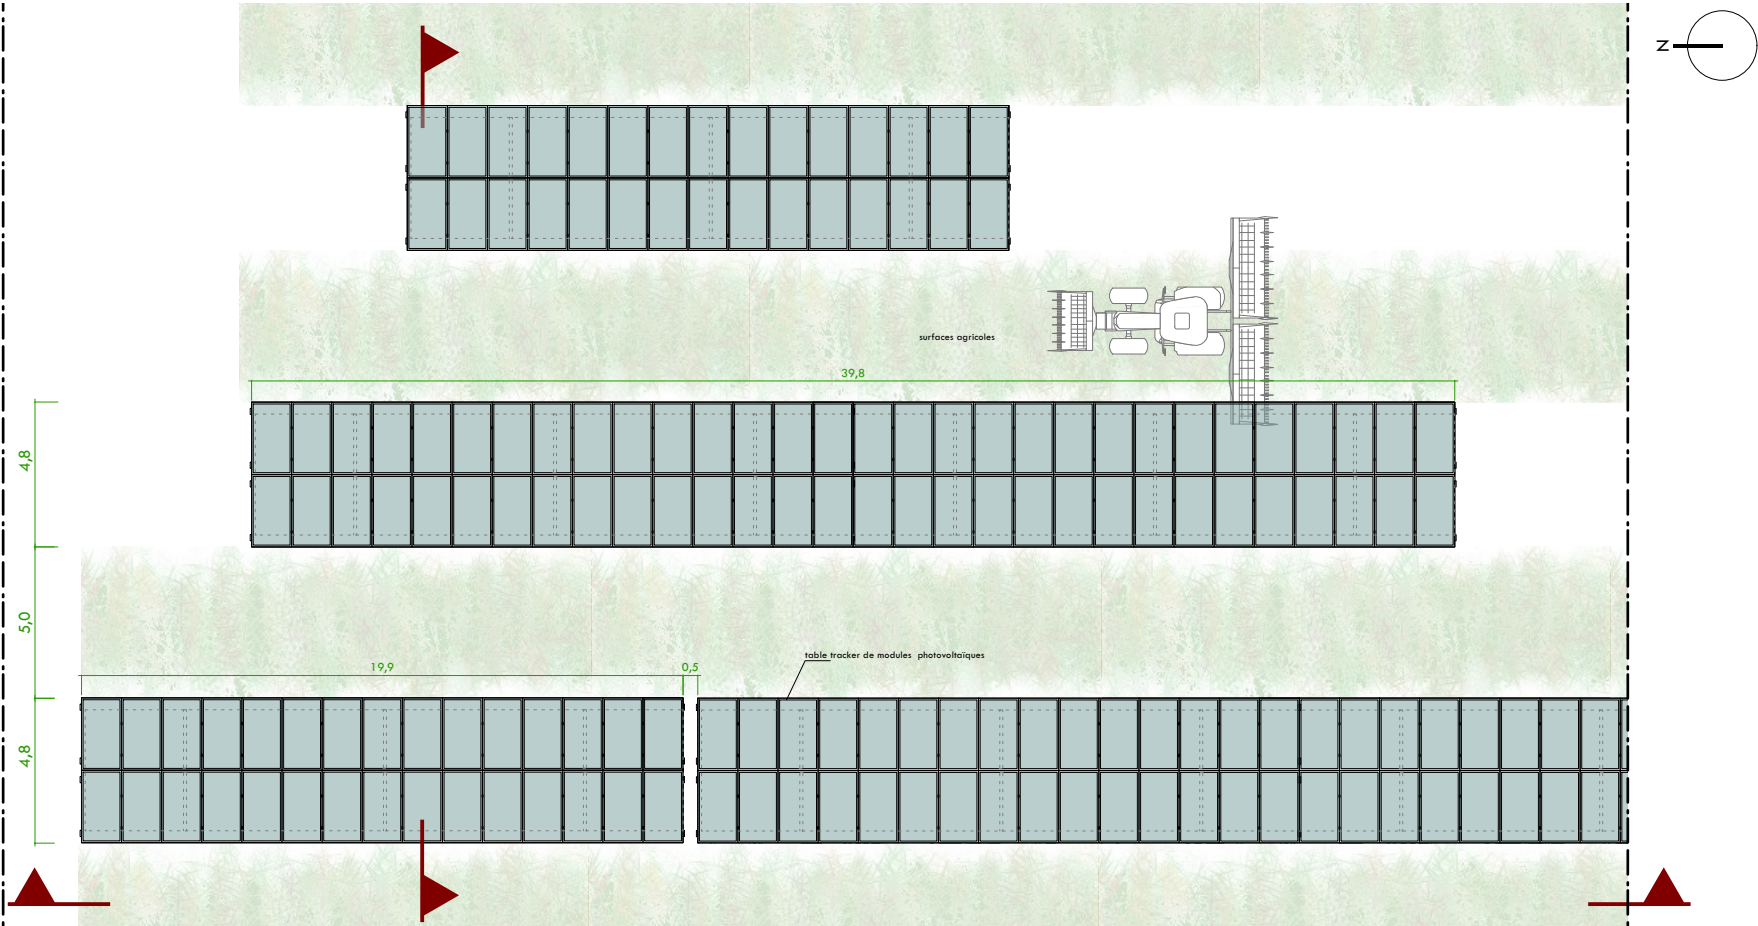 N
surfaces agricoles
39,8
4,8
5,0
table tracker de modules photovoltaïques
19,9
0,5
4,8